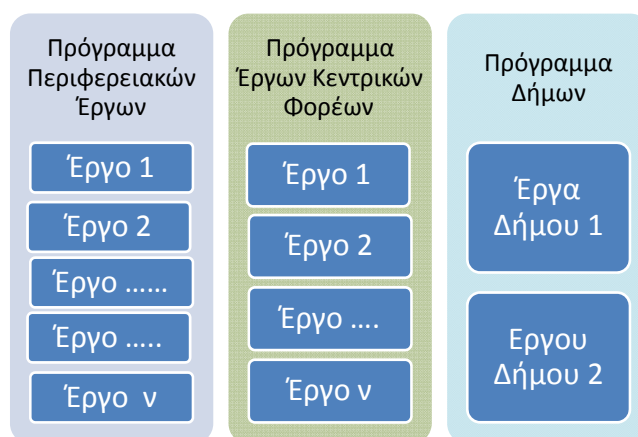 Πρόγραμμα
Περιφερειακών
Έργων
Έργο 1
Έργο 2
Έργο ......
Έργο .....
Έργο ν
Πρόγραμμα
Έργων Κεντρικών
Φορέων
Έργο 1
Έργο 2
Έργο ....
Έργο ν
Πρόγραμμα
Δήμων
Έργα
Δήμου 1
Εργου
Δήμου 2